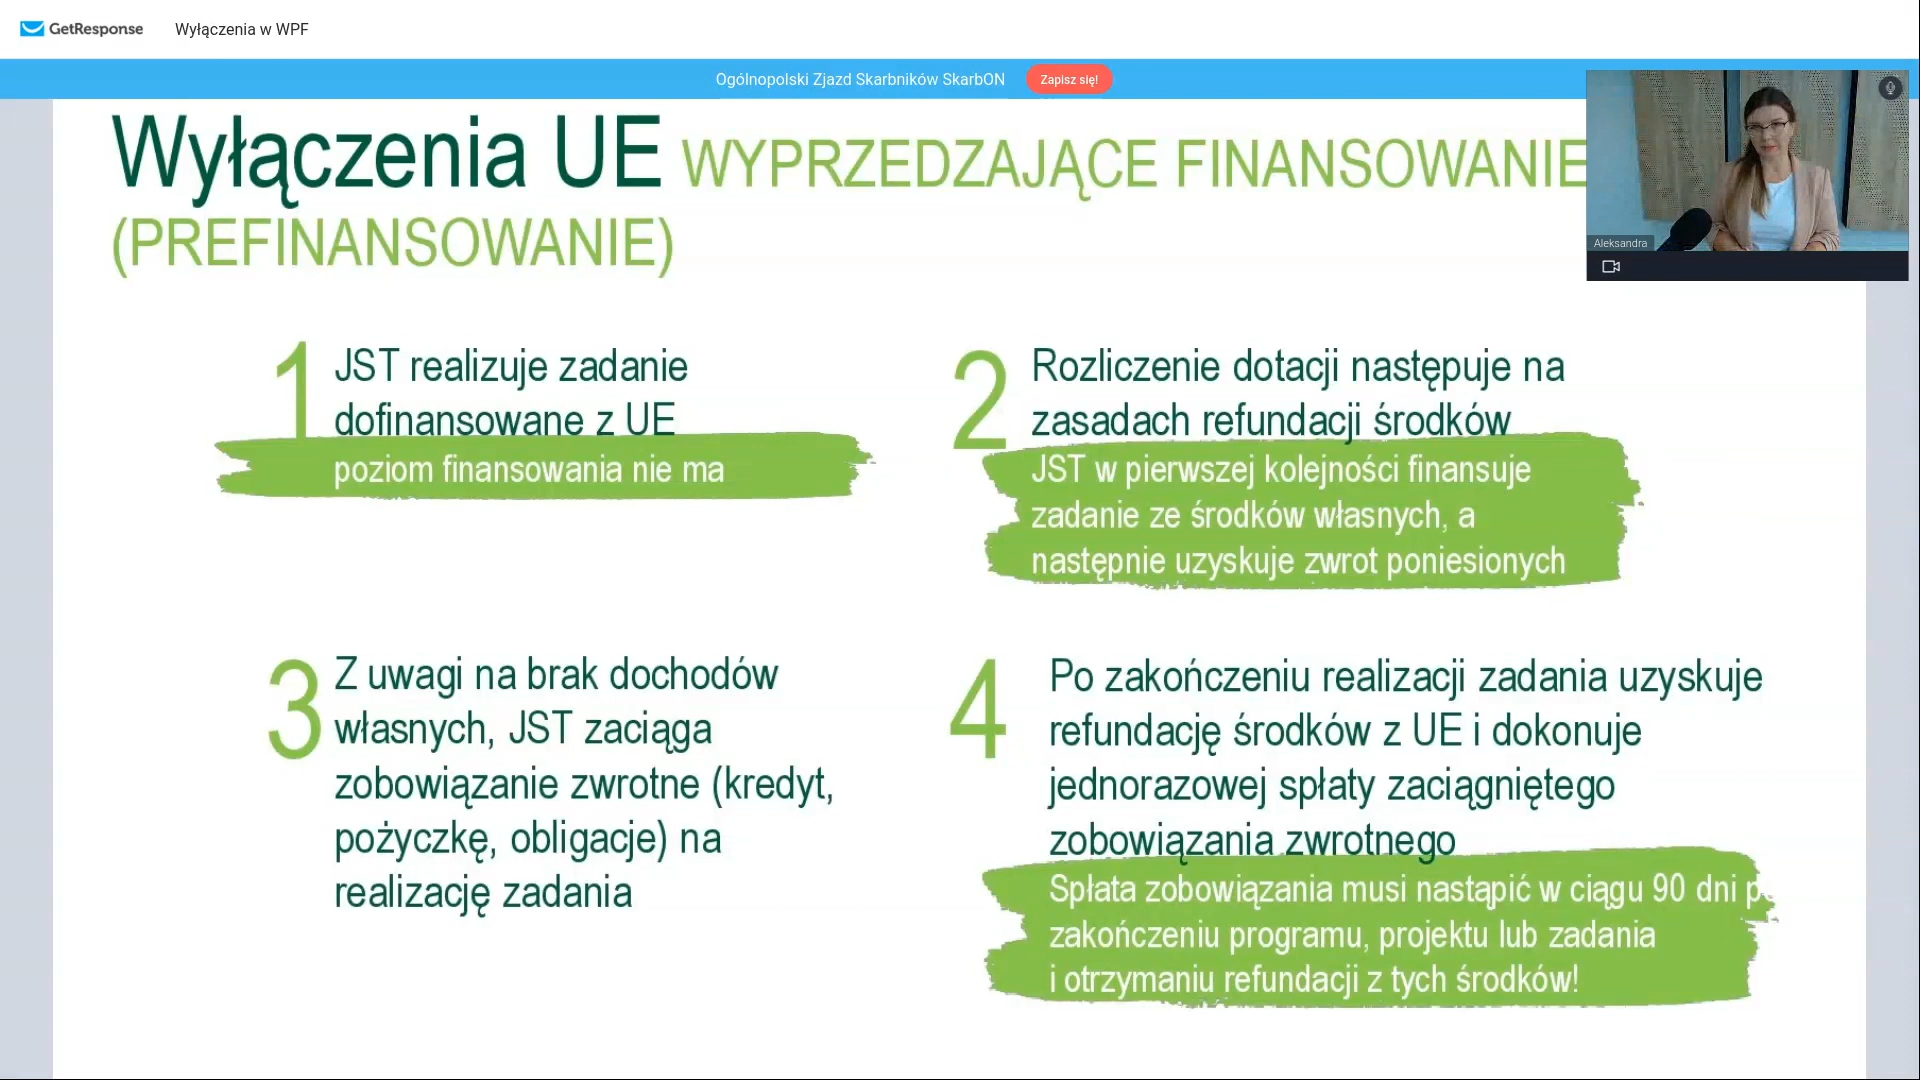 GetResponse
Wyłączenia w WPF
Ogólnopolski Zjazd Skarbników SkarbON
Zapisz się!
Aleksandra
Wyłączenia UE WYPRZEDZAJĄCE FINANSOWANIE
(PREFINANSOWANIE)
1
JST realizuje zadanie
dofinansowane z UE
poziom finansowania nie ma
2
Rozliczenie dotacji następuje na
zasadach refundacji środków
JST w pierwszej kolejności finansuje
zadanie ze środków własnych, a
następnie uzyskuje zwrot poniesionych
3
Z uwagi na brak dochodów
własnych, JST zaciąga
zobowiązanie zwrotne (kredyt,
pożyczkę, obligacje) na
realizację zadania
4
Po zakończeniu realizacji zadania uzyskuje
refundację środków z UE i dokonuje
jednorazowej spłaty zaciągniętego
zobowiązania zwrotnego
Spłata zobowiązania musi nastąpić w ciągu 90 dni po
zakończeniu programu, projektu lub zadania
i otrzymaniu refundacji z tych środków!